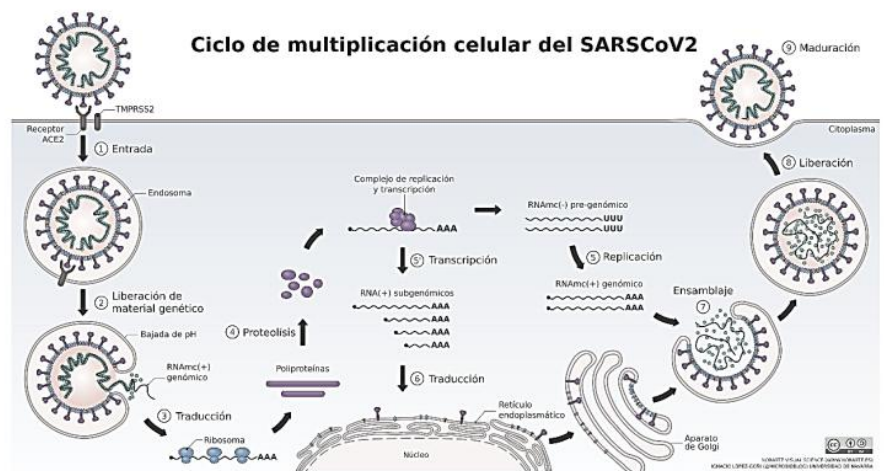 Ciclo de multiplicación celular del SARSCoV2
TMPRSS2
Receptor
ACE2
① Entrada
Endosoma
② Liberación de
material genético
Bajada de pH
RNAmc(+)
genómico
③ Traducción
Ribosoma
AAA
Poliproteínas
④ Proteolisis
Complejo de replicación
y transcripción
AAA
5' Transcripción
RNA(+) subgenómicos
AAA
AAA
AAA
AAA
⑥ Traducción
Retículo
endoplasmático
Núcleo
RNAmc(-) pre-genómico
UUU
UUU
⑤ Replicación
RNAmc(+) genómico
AAA
AAA
Aparato
de Golgi
Ensamblaje
⑦
⑧ Liberación
Citoplasma
⑨ Maduración
cc